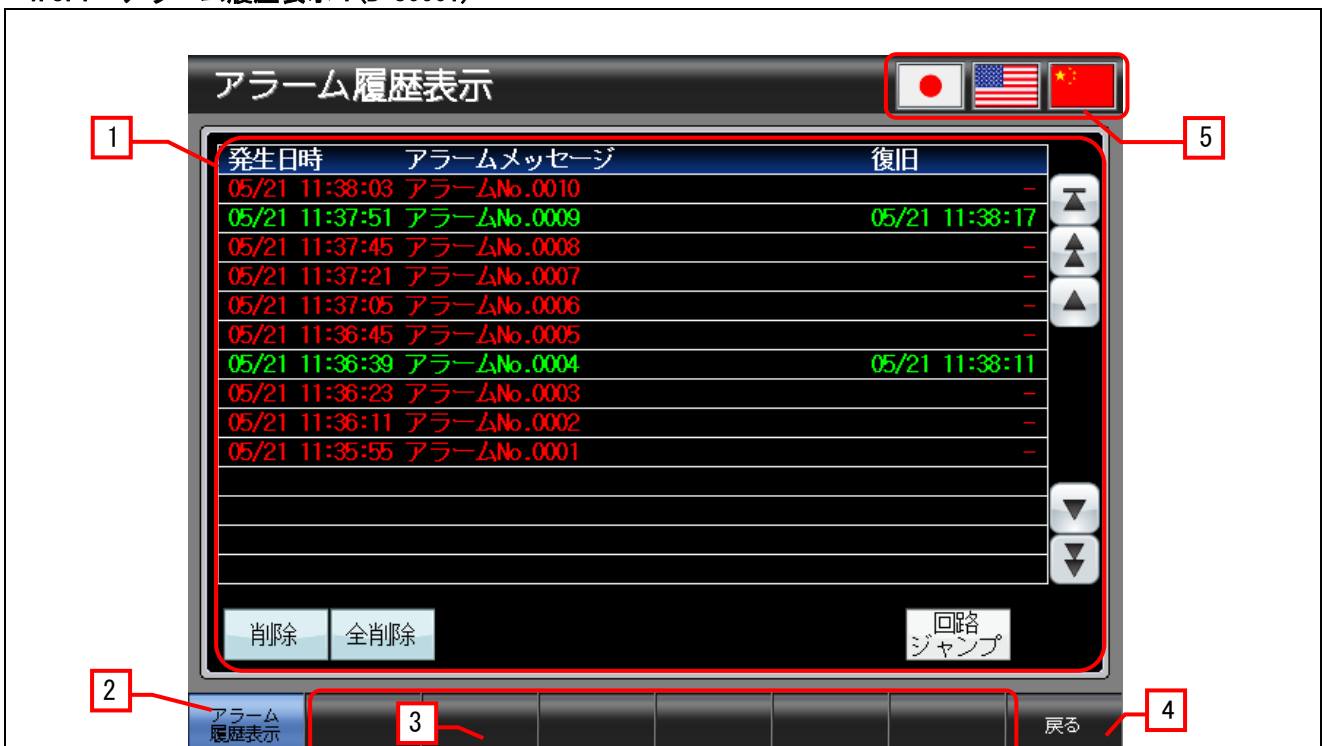 アラーム履歴表示
1
5
発生日時 アラームメッセージ 復旧
05/21 11:38:03 アラームNo.0010 -
05/21 11:37:51 アラームNo.0009 05/21 11:38:17
05/21 11:37:45 アラームNo.0008 -
05/21 11:37:21 アラームNo.0007 -
05/21 11:37:05 アラームNo.0006 -
05/21 11:36:45 アラームNo.0005 -
05/21 11:36:39 アラームNo.0004 05/21 11:38:11
05/21 11:36:23 アラームNo.0003 -
05/21 11:36:11 アラームNo.0002 -
05/21 11:35:55 アラームNo.0001 -
削除 全削除
回路
ジャンプ
2
アラーム
履歴表示
3
戻る
4